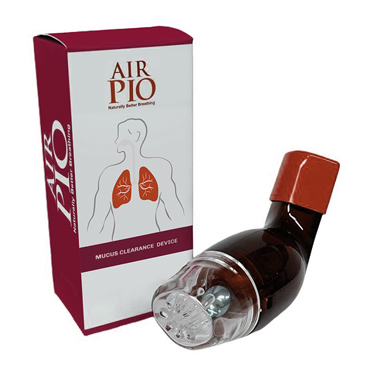 AIR
PIO
Naturally Better Breathing
MUCUS CLEARANCE DEVICE
AIR
PIO
Naturally Better Breathing